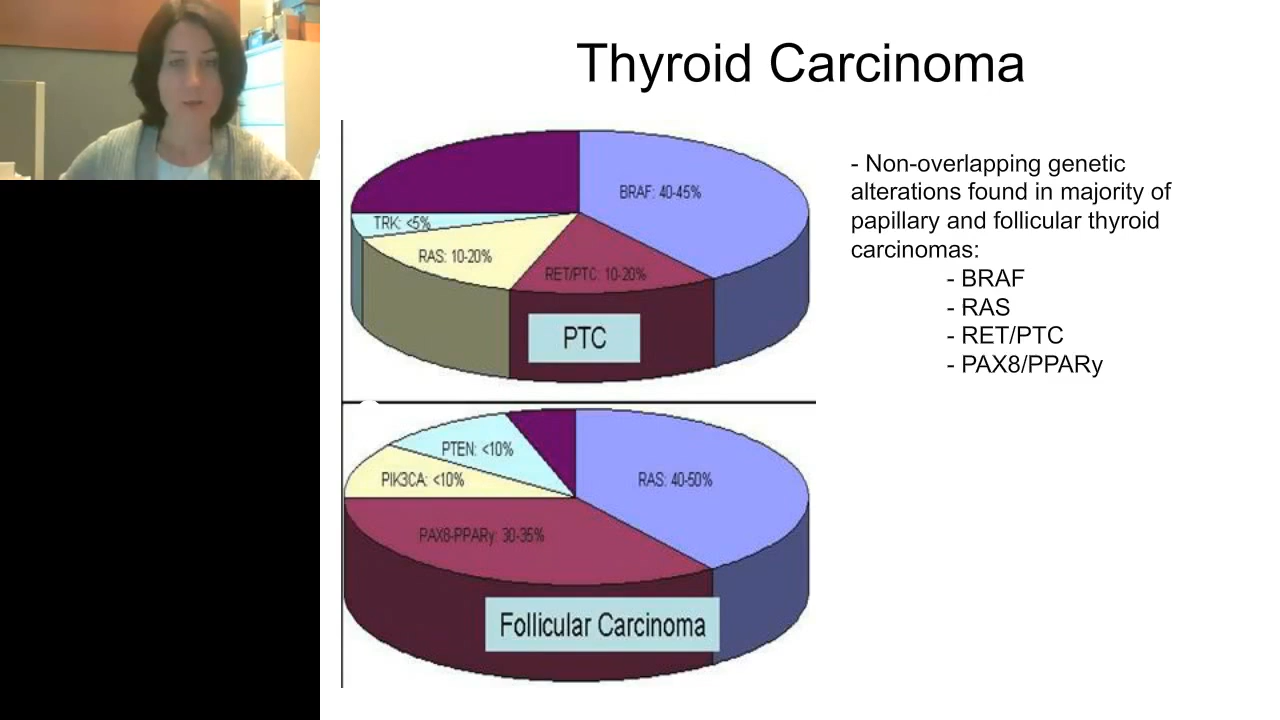 Thyroid Carcinoma
BRAF: 40-45%
TRK: <5%
RAS: 10-20%
RET/PTC: 10-20%
PTC
PTEN: <10%
PIK3CA: <10%
RAS: 40-50%
PAX8-PPARy: 30-35%
Follicular Carcinoma
- Non-overlapping genetic
alterations found in majority of
papillary and follicular thyroid
carcinomas:
- BRAF
- RAS
- RET/PTC
- PAX8/PPARy